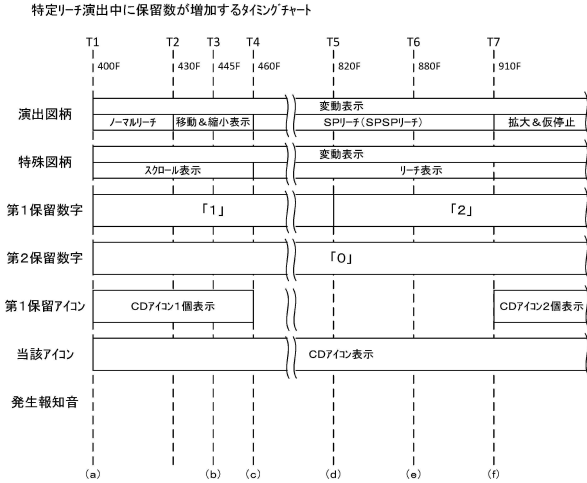 特定リーチ演出中に保留数が増加するタイミングチャート
T1 T2 T3 T4 T5 T6 T7
400F 430F 445F 460F 820F 880F 910F
演出図柄 変動表示
ノーマルリーチ 移動&縮小表示 SPリーチ(SPSPリーチ) 拡大&仮停止
特殊図柄 変動表示
スクロール表示 リーチ表示
第1保留数字 「1」 「2」
第2保留数字 「0」
第1保留アイコン CDアイコン1個表示 CDアイコン2個表示
当該アイコン CDアイコン表示
発生報知音
(a) (b) (c) (d) (e) (f)